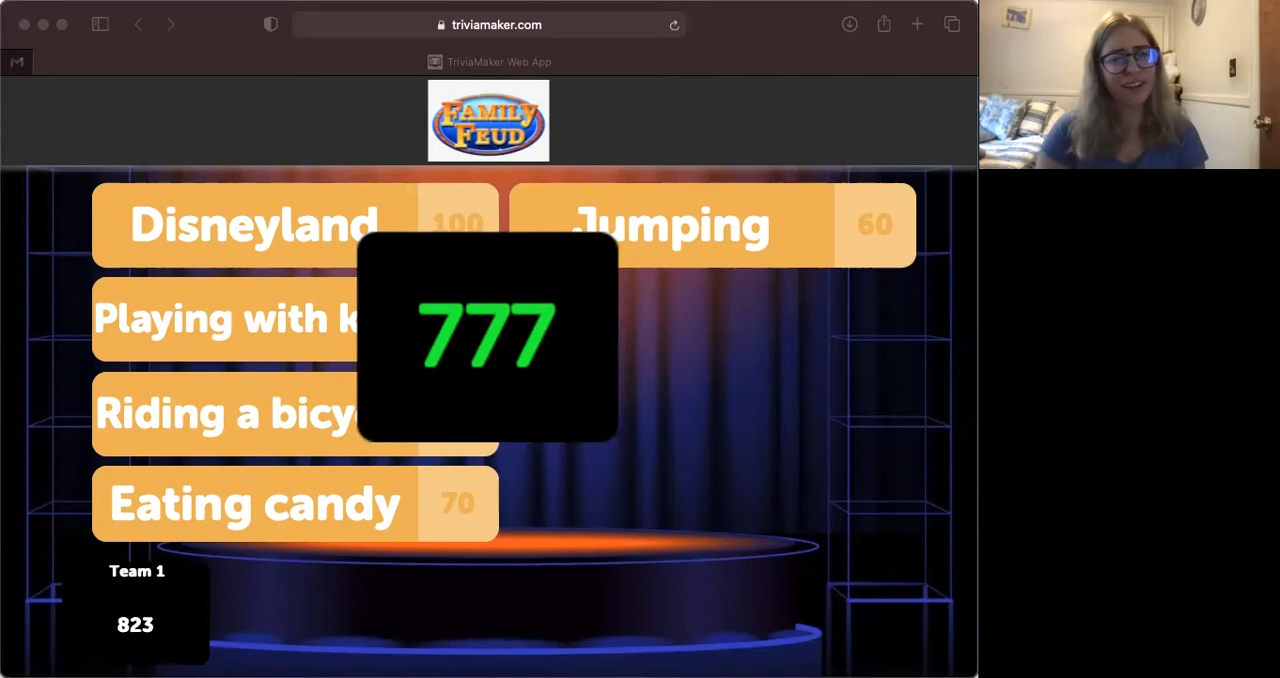 triviamaker.com
M
TriviaMaker Web App
FAMILY
FEUD
Disneyland 100
Jumping 60
Playing with
777
Riding a
Eating candy 70
Team 1
823